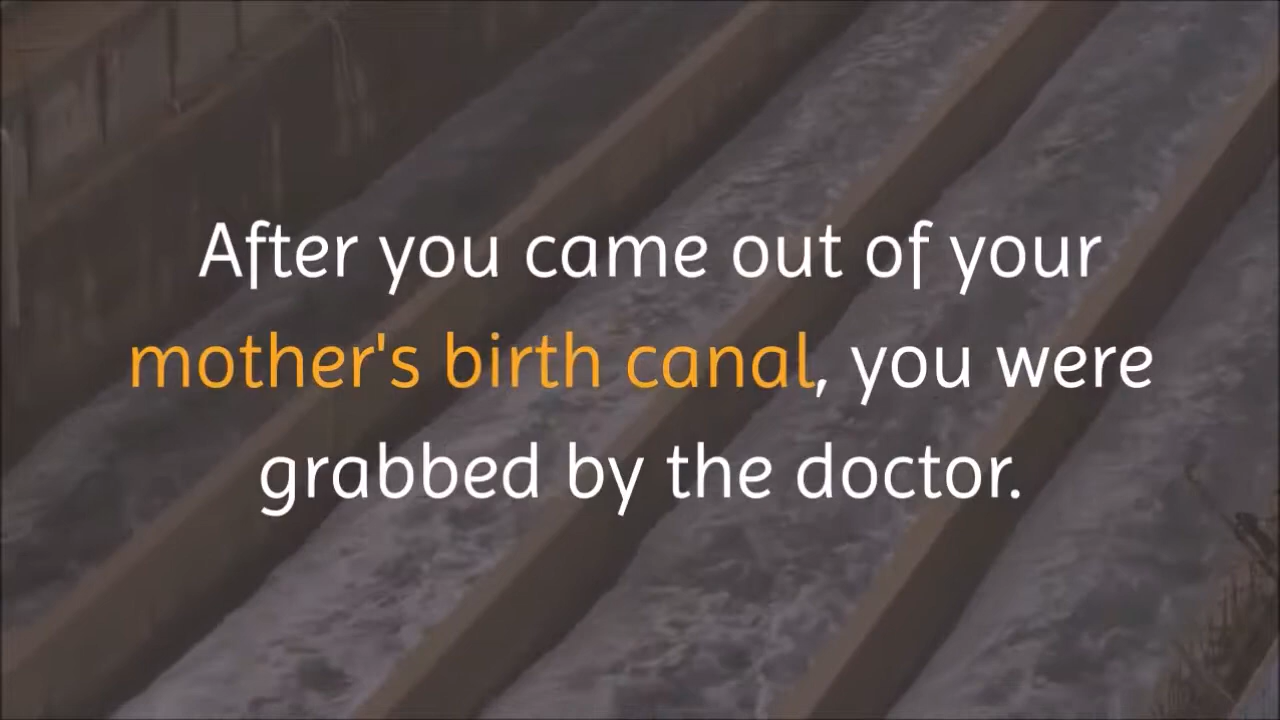 After you came out of your
mother's birth canal, you were
grabbed by the doctor.